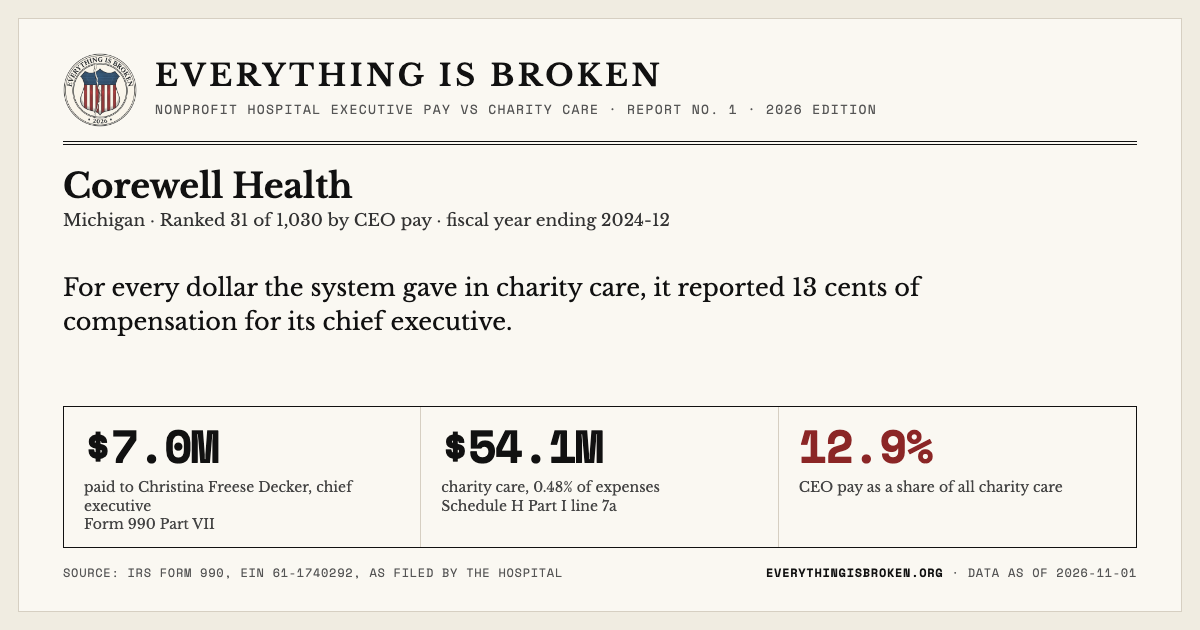 EVERYTHING IS BROKEN
2026
EVERYTHING IS BROKEN
NONPROFIT HOSPITAL EXECUTIVE PAY VS CHARITY CARE · REPORT NO. 1 · 2026 EDITION
Corewell Health
Michigan · Ranked 31 of 1,030 by CEO pay · fiscal year ending 2024-12
For every dollar the system gave in charity care, it reported 13 cents of
compensation for its chief executive.
$7.0M
paid to Christina Freese Decker, chief
executive
Form 990 Part VII
$54.1M
charity care, 0.48% of expenses
Schedule H Part I line 7a
12.9%
CEO pay as a share of all charity care
SOURCE: IRS FORM 990, EIN 61-1740292, AS FILED BY THE HOSPITAL
EVERYTHINGISBROKEN.ORG · DATA AS OF 2026-11-01